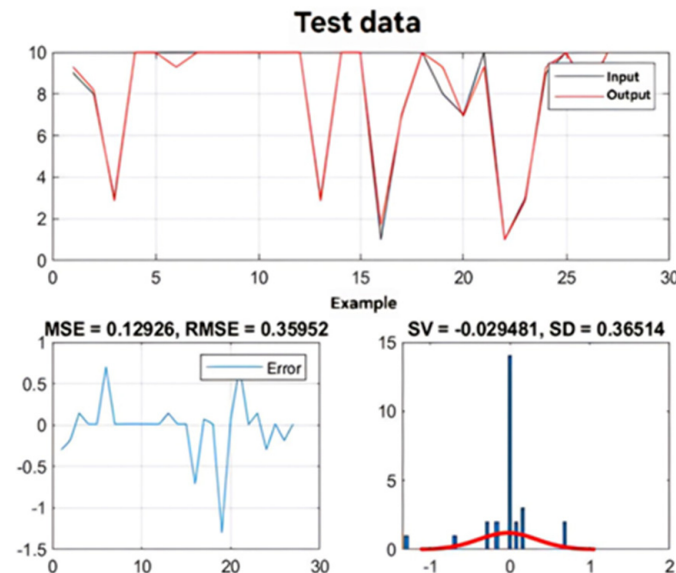 Test data
10
8
6
4
2
0
0 5 10 15 20 25 30
Input
Output
Example
MSE = 0.12926, RMSE = 0.35952
1
0.5
0
-0.5
-1
-1.5
0 10 20 30
Error
SV = -0.029481, SD = 0.36514
15
10
5
0
-1 0 1 2